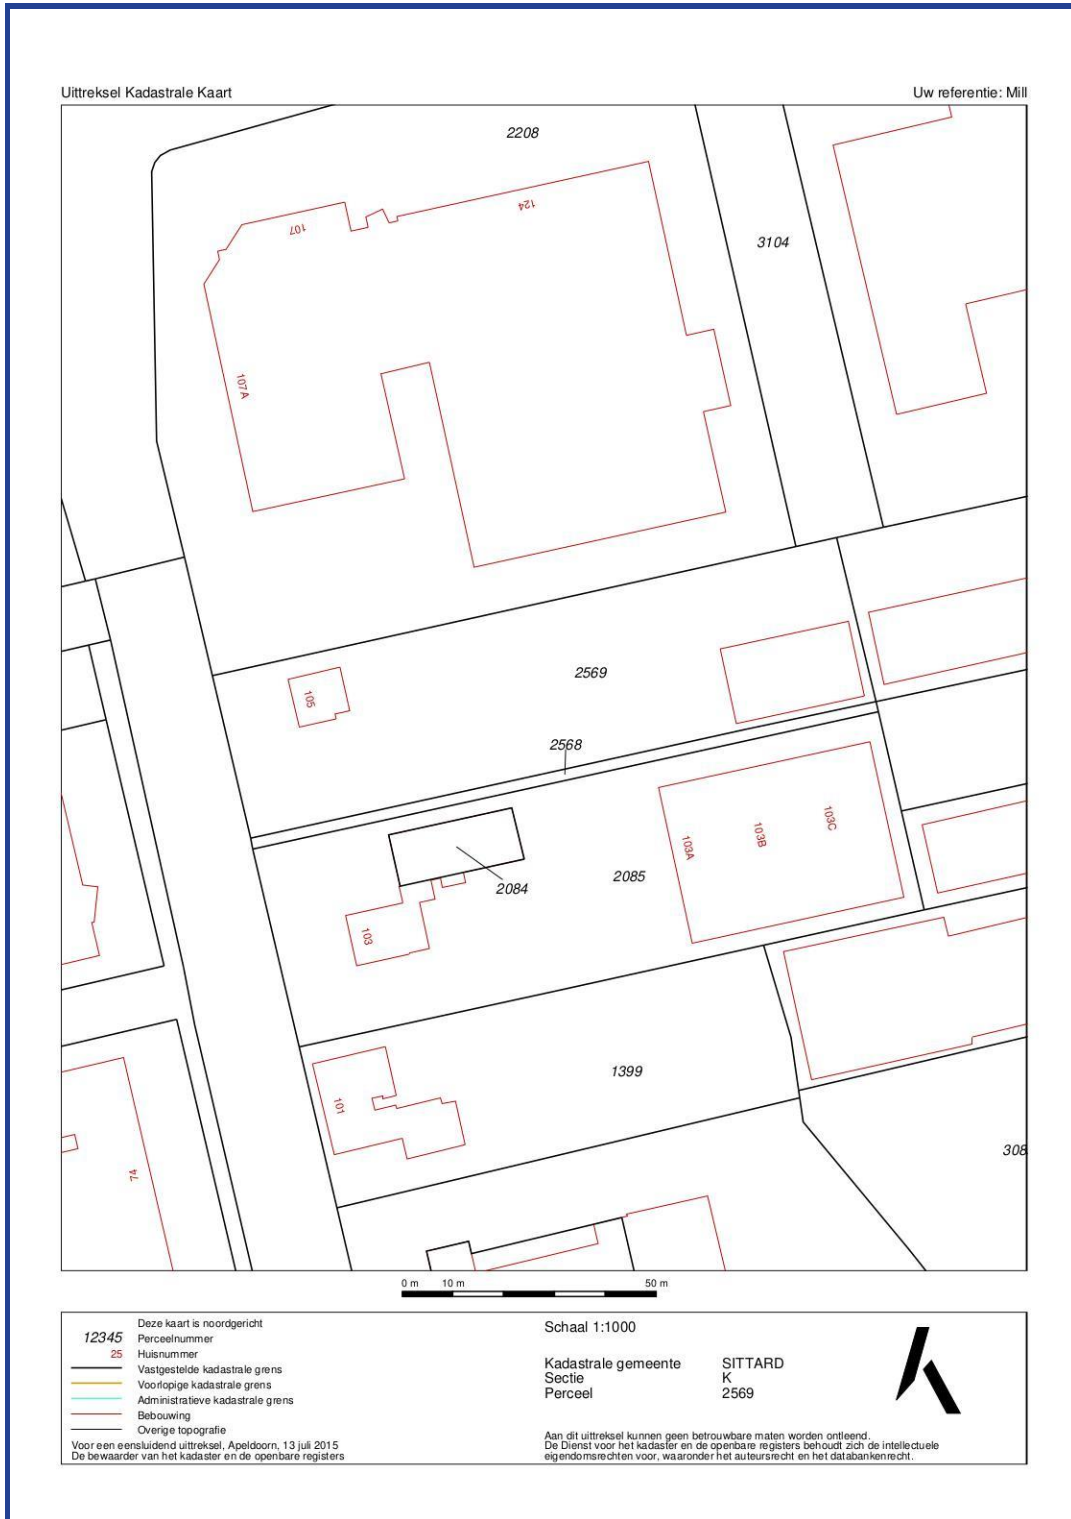 Uittreksel Kadastrale Kaart
Uw referentie: Mill
2208
124
107
3104
107A
2569
105
2568
103C
103B
103A
2085
2084
103
1399
101
308
74
0 m 10 m 50 m
Deze kaart is noordgericht
12345 Perceelnummer
25 Huisnummer
Vastgestelde kadastrale grens
Voorlopige kadastrale grens
Administratieve kadastrale grens
Bebouwing
Overige topografie
Voor een eensluidend uittreksel, Apeldoorn, 13 juli 2015
De bewaarder van het kadaster en de openbare registers
Schaal 1:1000
Kadastrale gemeente SITTARD
Sectie K
Perceel 2569
Aan dit uittreksel kunnen geen betrouwbare maten worden ontleend.
De Dienst voor het kadaster en de openbare registers behoudt zich de intellectuele
eigendomsrechten voor, waaronder het auteursrecht en het databankenrecht.